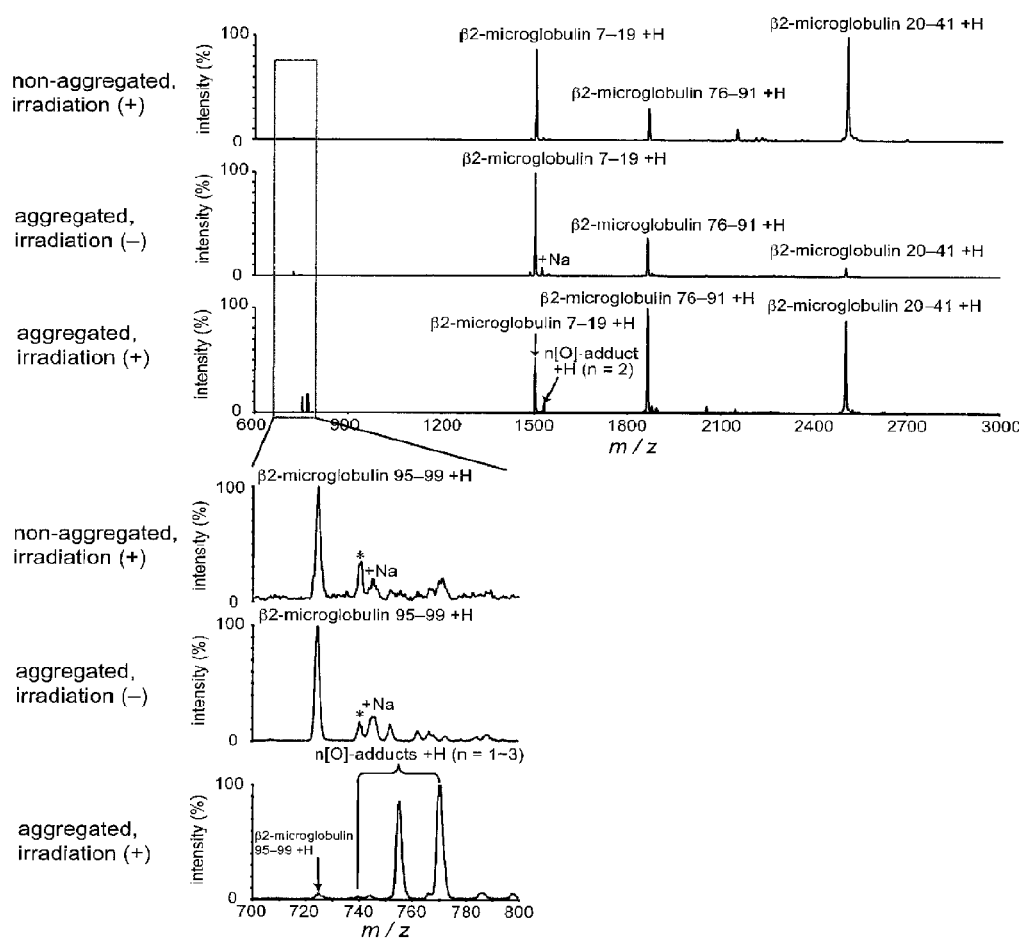 β2-microglobulin 7–19 +H
β2-microglobulin 20–41 +H
non-aggregated,
irradiation (+)
intensity (%)
100
0
β2-microglobulin 76–91 +H
β2-microglobulin 7–19 +H
aggregated,
irradiation (–)
intensity (%)
100
0
+Na
β2-microglobulin 76–91 +H
β2-microglobulin 20–41 +H
aggregated,
irradiation (+)
intensity (%)
100
0
β2-microglobulin 76–91 +H
β2-microglobulin 20–41 +H
β2-microglobulin 7–19 +H
n[O]-adduct
+H (n = 2)
600 900 1200 1500 1800 2100 2400 2700 3000
m / z
β2-microglobulin 95–99 +H
non-aggregated,
irradiation (+)
intensity (%)
100
0
*
+Na
β2-microglobulin 95–99 +H
aggregated,
irradiation (–)
intensity (%)
100
0
*
+Na
n[O]-adducts +H (n = 1~3)
aggregated,
irradiation (+)
intensity (%)
100
0
β2-microglobulin
95–99 +H
700 720 740 760 780 800
m / z